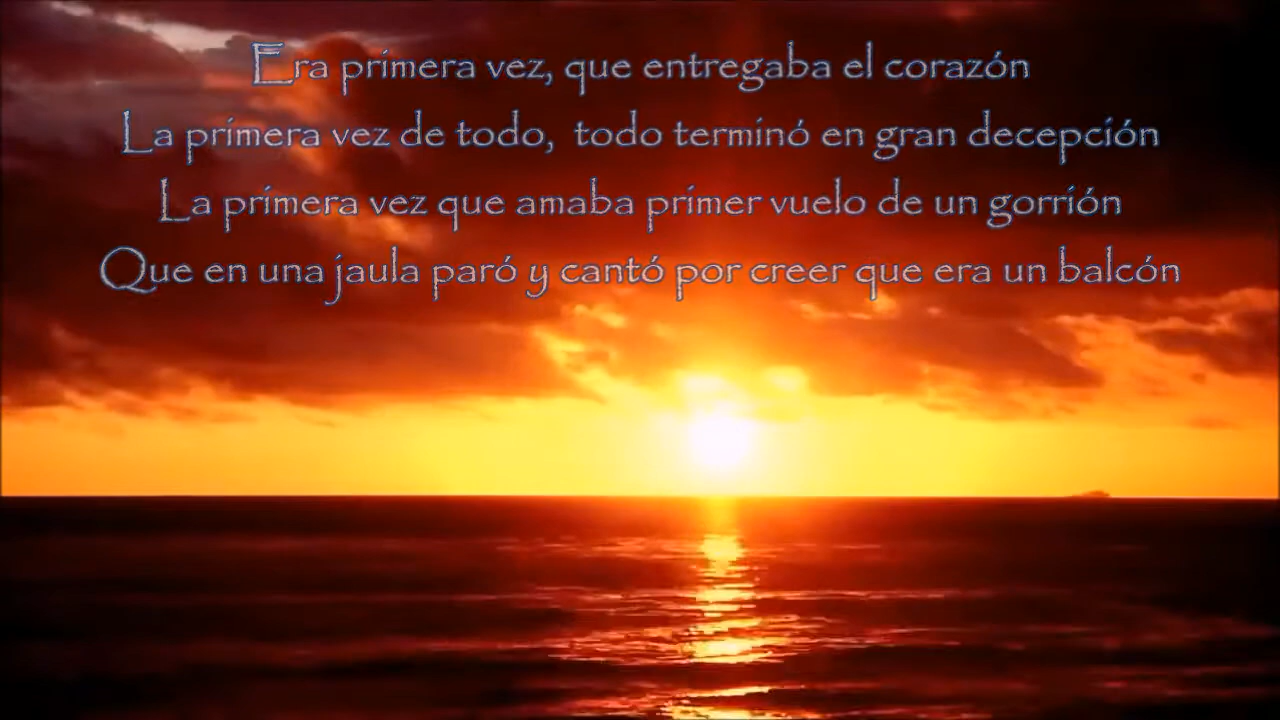 Era primera vez, que entregaba el corazón
La primera vez de todo, todo terminó en gran decepción
La primera vez que amaba primer vuelo de un gorrión
Que en una jaula paró y cantó por creer que era un balcón